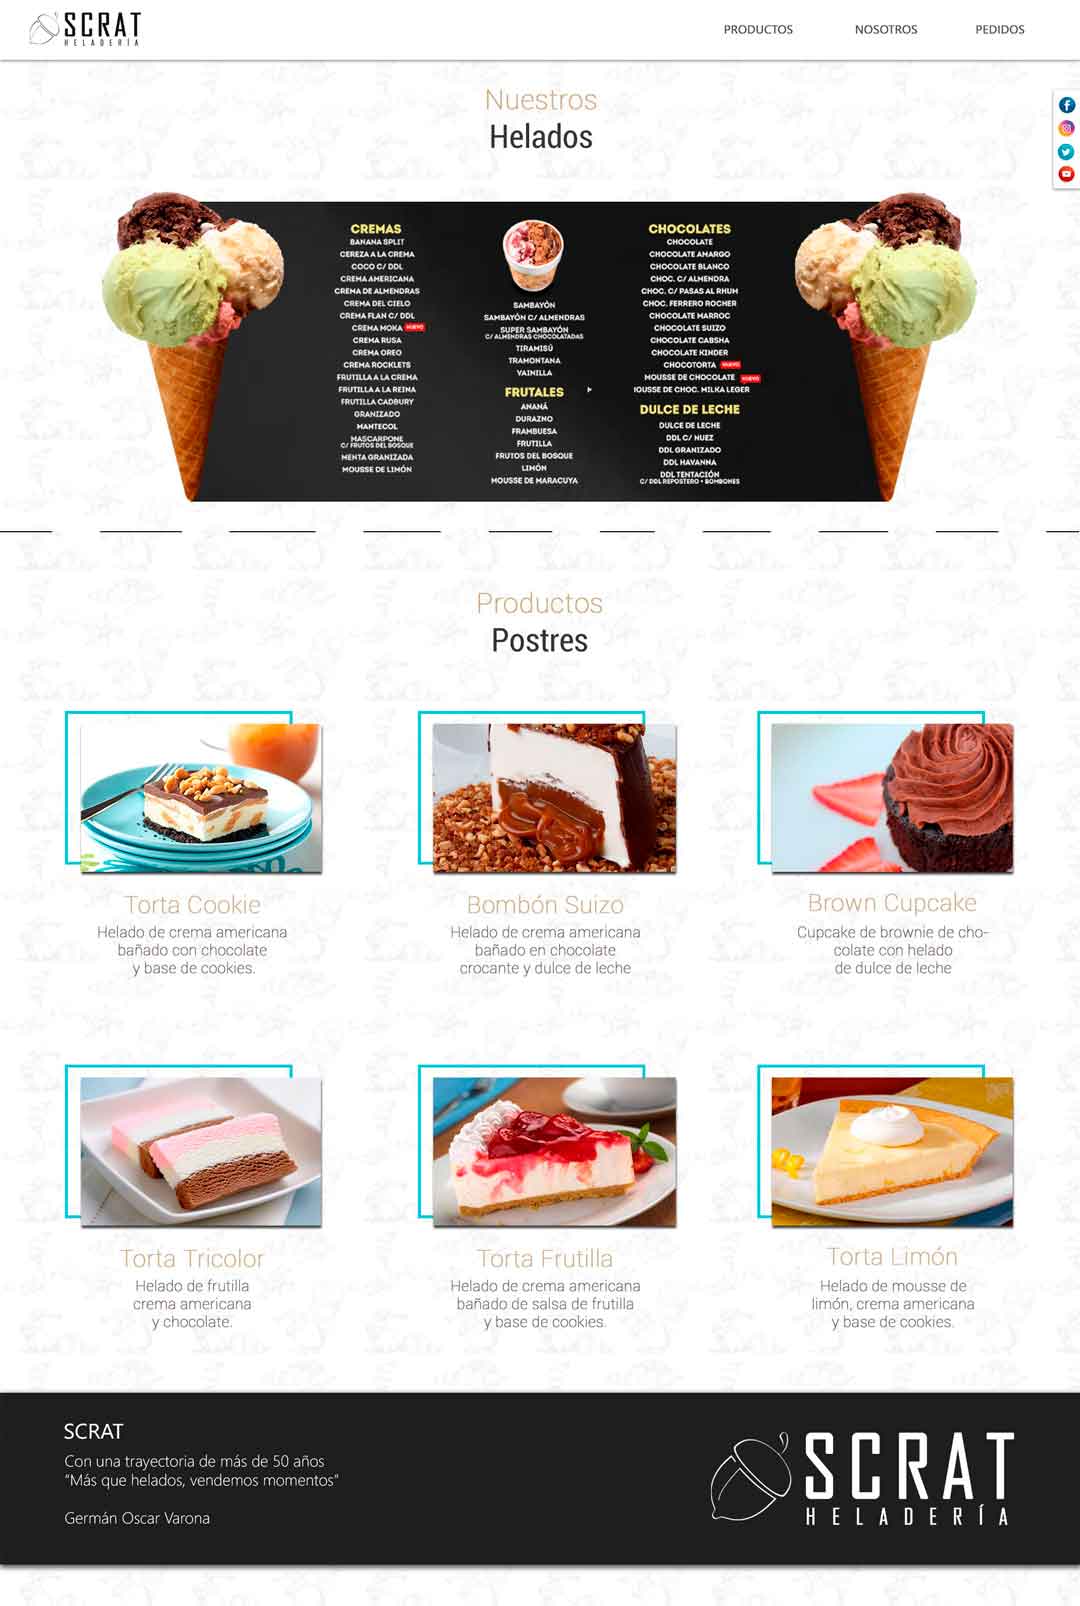 SCRAT
HELADERÍA
PRODUCTOS
NOSOTROS
PEDIDOS
Nuestros
Helados
CREMAS
BANANA SPLIT
CEREZA A LA CREMA
COCO C/ DDL
CREMA AMERICANA
CREMA DE ALMENDRAS
CREMA DEL CIELO
CREMA FLAN C/ DDL
CREMA MOKA NUEVO
CREMA RUSA
CREMA OREO
CREMA ROCKLETS
FRUTILLA A LA CREMA
FRUTILLA A LA REINA
FRUTILLA CADBURY
GRANIZADO
MANTECOL
MASCARPONE
C/ FRUTOS DEL BOSQUE
MENTA GRANIZADA
MOUSSE DE LIMÓN
SAMBAYÓN
SAMBAYÓN C/ ALMENDRAS
SUPER SAMBAYÓN
C/ ALMENDRAS CHOCOLATADAS
TIRAMISÚ
TRAMONTANA
VAINILLA
FRUTALES
ANANÁ
DURAZNO
FRAMBUESA
FRUTILLA
FRUTOS DEL BOSQUE
LIMÓN
MOUSSE DE MARACUYA
CHOCOLATES
CHOCOLATE
CHOCOLATE AMARGO
CHOCOLATE BLANCO
CHOC. C/ ALMENDRA
CHOC. C/ PASAS AL RHUM
CHOC. FERRERO ROCHER
CHOCOLATE MARROC
CHOCOLATE SUIZO
CHOCOLATE CABSHA
CHOCOLATE KINDER
CHOCOTORTA NUEVO
MOUSSE DE CHOCOLATE NUEVO
MOUSSE DE CHOC. MILKA LEGER
DULCE DE LECHE
DULCE DE LECHE
DDL C/ NUEZ
DDL GRANIZADO
DDL HAVANNA
DDL TENTACIÓN
C/ DDL REPOSTERO + BOMBONES
Productos
Postres
Torta Cookie
Helado de crema americana
bañado con chocolate
y base de cookies.
Bombón Suizo
Helado de crema americana
bañado en chocolate
crocante y dulce de leche
Brown Cupcake
Cupcake de brownie de cho-
colate con helado
de dulce de leche
Torta Tricolor
Helado de frutilla
crema americana
y chocolate.
Torta Frutilla
Helado de crema americana
bañado de salsa de frutilla
y base de cookies.
Torta Limón
Helado de mousse de
limón, crema americana
y base de cookies.
SCRAT
Con una trayectoria de más de 50 años
“Más que helados, vendemos momentos”
Germán Oscar Varona
SCRAT
HELADERÍA